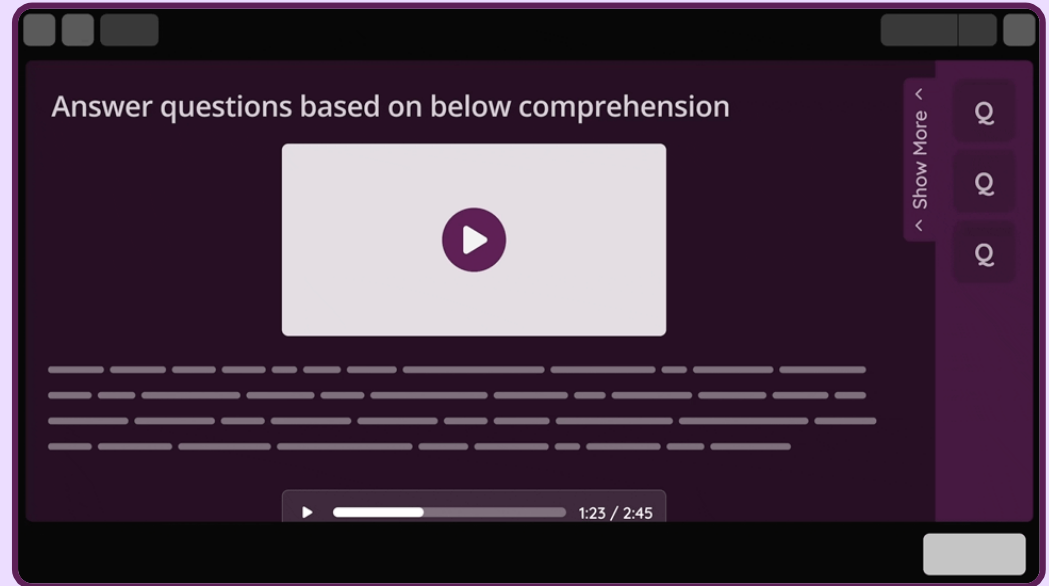 Answer questions based on below comprehension
Show More
Q
Q
Q
1:23 / 2:45